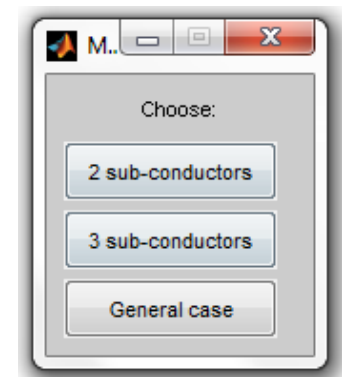 M..
Choose:
2 sub-conductors
3 sub-conductors
General case